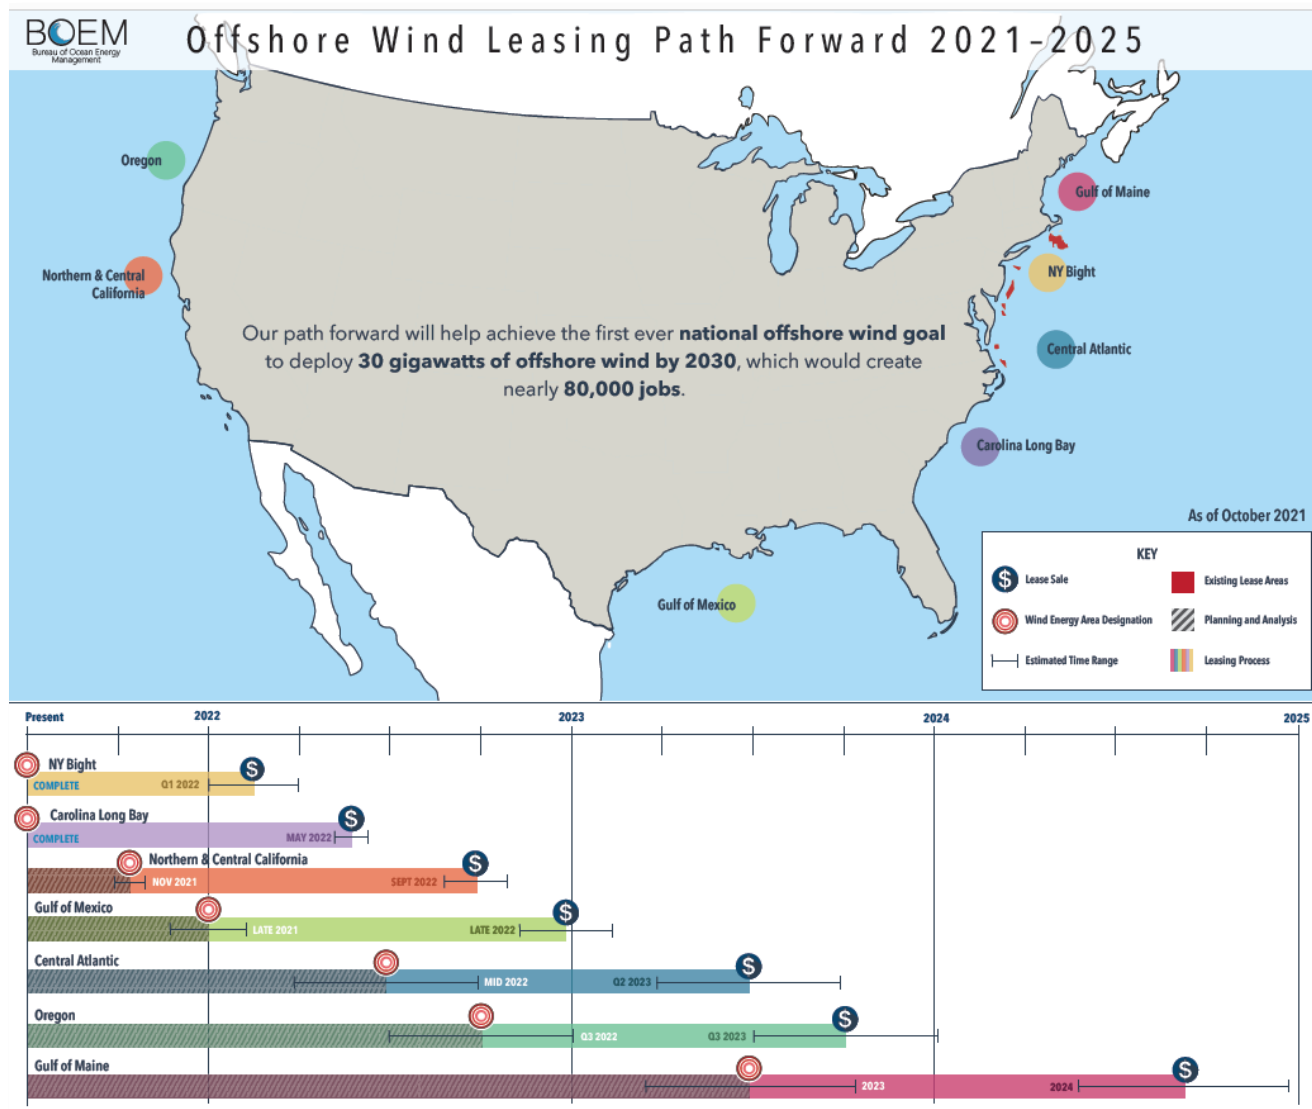 BOEM
Bureau of Ocean Energy
Management
Offshore Wind Leasing Path Forward 2021–2025
Oregon
Gulf of Maine
Northern & Central
California
NY Bight
Our path forward will help achieve the first ever national offshore wind goal
to deploy 30 gigawatts of offshore wind by 2030, which would create
nearly 80,000 jobs.
Central Atlantic
Carolina Long Bay
Gulf of Mexico
As of October 2021
KEY
$ Lease Sale
Existing Lease Areas
Wind Energy Area Designation
Planning and Analysis
Estimated Time Range
Leasing Process
Present 2022 2023 2024 2025
NY Bight $
COMPLETE Q1 2022
Carolina Long Bay $
COMPLETE MAY 2022
Northern & Central California $
NOV 2021 SEPT 2022
Gulf of Mexico $
LATE 2021 LATE 2022
Central Atlantic $
MID 2022 Q2 2023
Oregon $
Q3 2022 Q3 2023
Gulf of Maine $
2023 2024